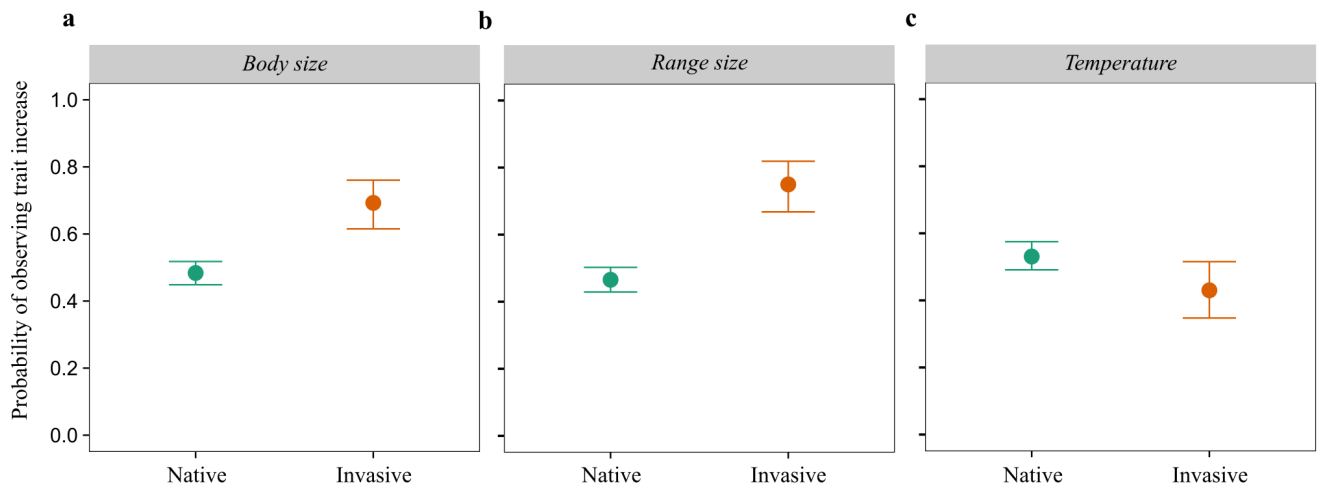 a
Body size
b
Range size
c
Temperature
Probability of observing trait increase
1.0
0.8
0.6
0.4
0.2
0.0
Native
Invasive
Native
Invasive
Native
Invasive